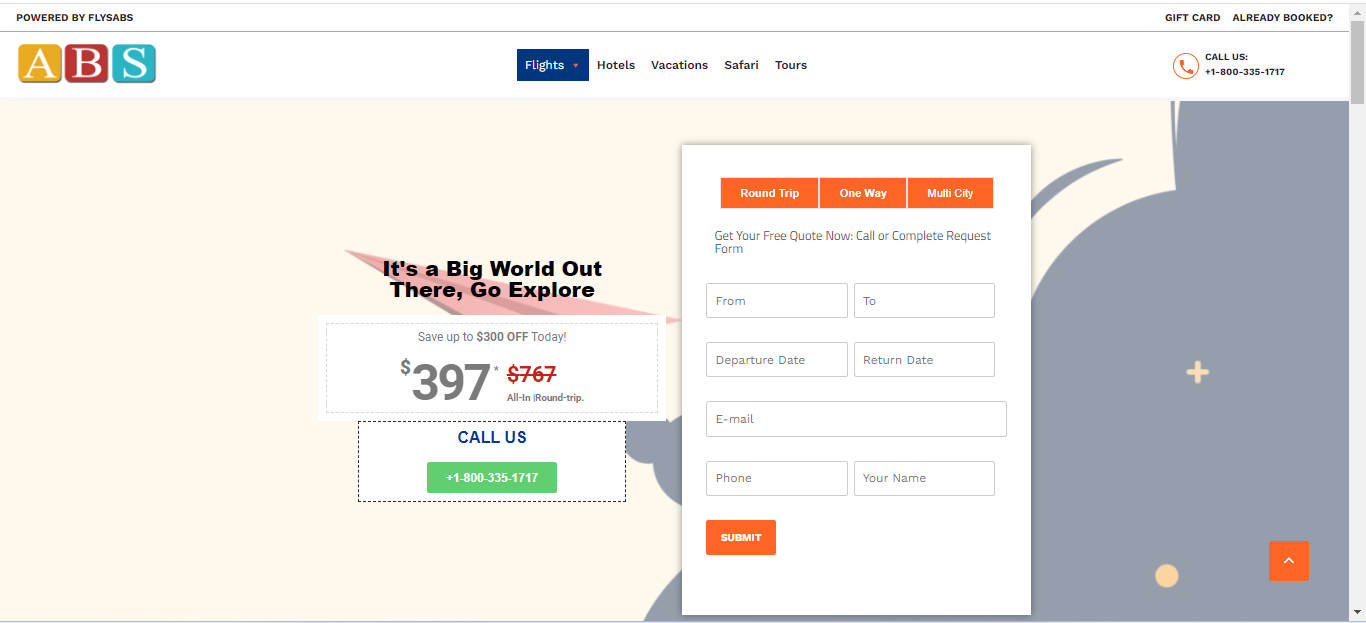 POWERED BY FLYSABS
GIFT CARD ALREADY BOOKED?
ABS
Flights Hotels Vacations Safari Tours
CALL US:
+1-800-335-1717
It's a Big World Out
There, Go Explore
Save up to $300 OFF Today!
$397* $767
All-In |Round-trip.
CALL US
+1-800-335-1717
Round Trip One Way Multi City
Get Your Free Quote Now: Call or Complete Request
Form
From To
Departure Date Return Date
E-mail
Phone Your Name
SUBMIT